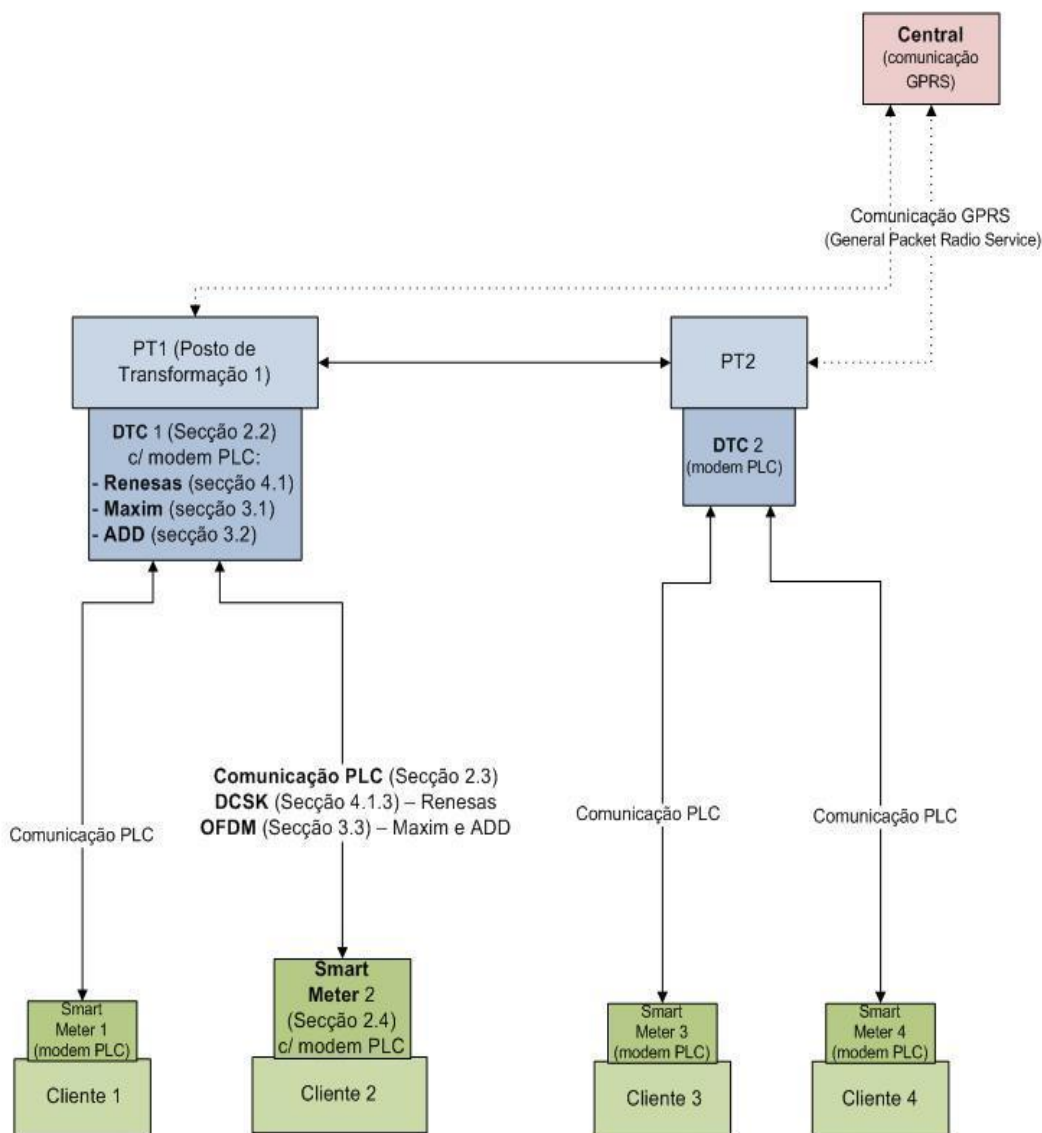 Central
(comunicação
GPRS)
Comunicação GPRS
(General Packet Radio Service)
PT1 (Posto de
Transformação 1)
PT2
DTC 1 (Secção 2.2)
c/ modem PLC:
- Renesas (secção 4.1)
- Maxim (secção 3.1)
- ADD (secção 3.2)
DTC 2
(modem PLC)
Comunicação PLC
Comunicação PLC (Secção 2.3)
DCSK (Secção 4.1.3) – Renesas
OFDM (Secção 3.3) – Maxim e ADD
Comunicação PLC
Comunicação PLC
Smart
Meter 1
(modem PLC)
Cliente 1
Smart
Meter 2
(Secção 2.4)
c/ modem PLC
Cliente 2
Smart
Meter 3
(modem PLC)
Cliente 3
Smart
Meter 4
(modem PLC)
Cliente 4